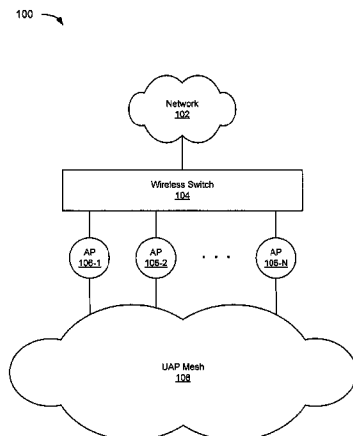 100
Network
102
Wireless Switch
104
AP
106-1
AP
106-2
. . .
AP
106-N
UAP Mesh
108